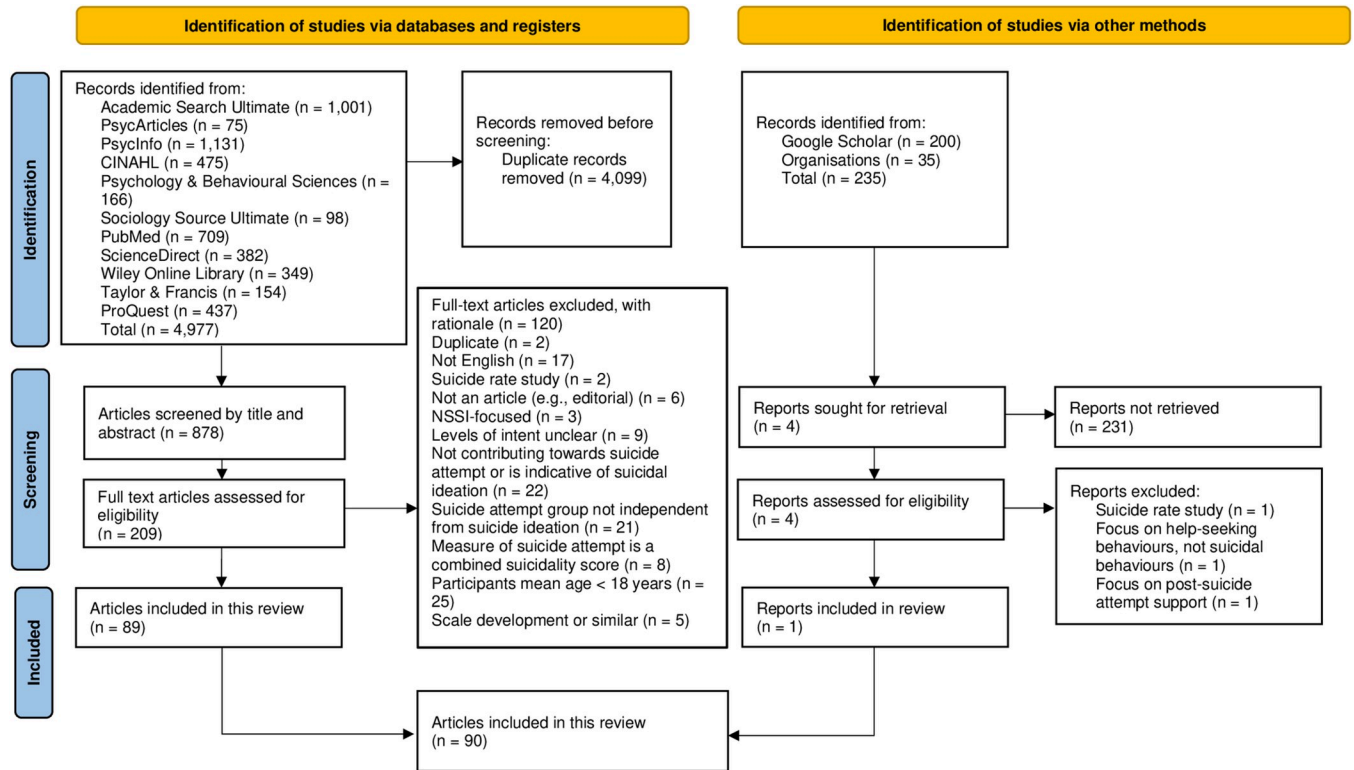 Identification of studies via databases and registers
Identification of studies via other methods
Identification
Records identified from:
Academic Search Ultimate (n = 1,001)
PsycArticles (n = 75)
PsycInfo (n = 1,131)
CINAHL (n = 475)
Psychology & Behavioural Sciences (n =
166)
Sociology Source Ultimate (n = 98)
PubMed (n = 709)
ScienceDirect (n = 382)
Wiley Online Library (n = 349)
Taylor & Francis (n = 154)
ProQuest (n = 437)
Total (n = 4,977)
Records removed before
screening:
Duplicate records
removed (n = 4,099)
Records identified from:
Google Scholar (n = 200)
Organisations (n = 35)
Total (n = 235)
Screening
Articles screened by title and
abstract (n = 878)
Full text articles assessed for
eligibility
(n = 209)
Full-text articles excluded, with
rationale (n = 120)
Duplicate (n = 2)
Not English (n = 17)
Suicide rate study (n = 2)
Not an article (e.g., editorial) (n = 6)
NSSI-focused (n = 3)
Levels of intent unclear (n = 9)
Not contributing towards suicide
attempt or is indicative of suicidal
ideation (n = 22)
Suicide attempt group not independent
from suicide ideation (n = 21)
Measure of suicide attempt is a
combined suicidality score (n = 8)
Participants mean age < 18 years (n =
25)
Scale development or similar (n = 5)
Reports sought for retrieval
(n = 4)
Reports not retrieved
(n = 231)
Reports assessed for eligibility
(n = 4)
Reports excluded:
Suicide rate study (n = 1)
Focus on help-seeking
behaviours, not suicidal
behaviours (n = 1)
Focus on post-suicide
attempt support (n = 1)
Included
Articles included in this review
(n = 89)
Reports included in review
(n = 1)
Articles included in this review
(n = 90)